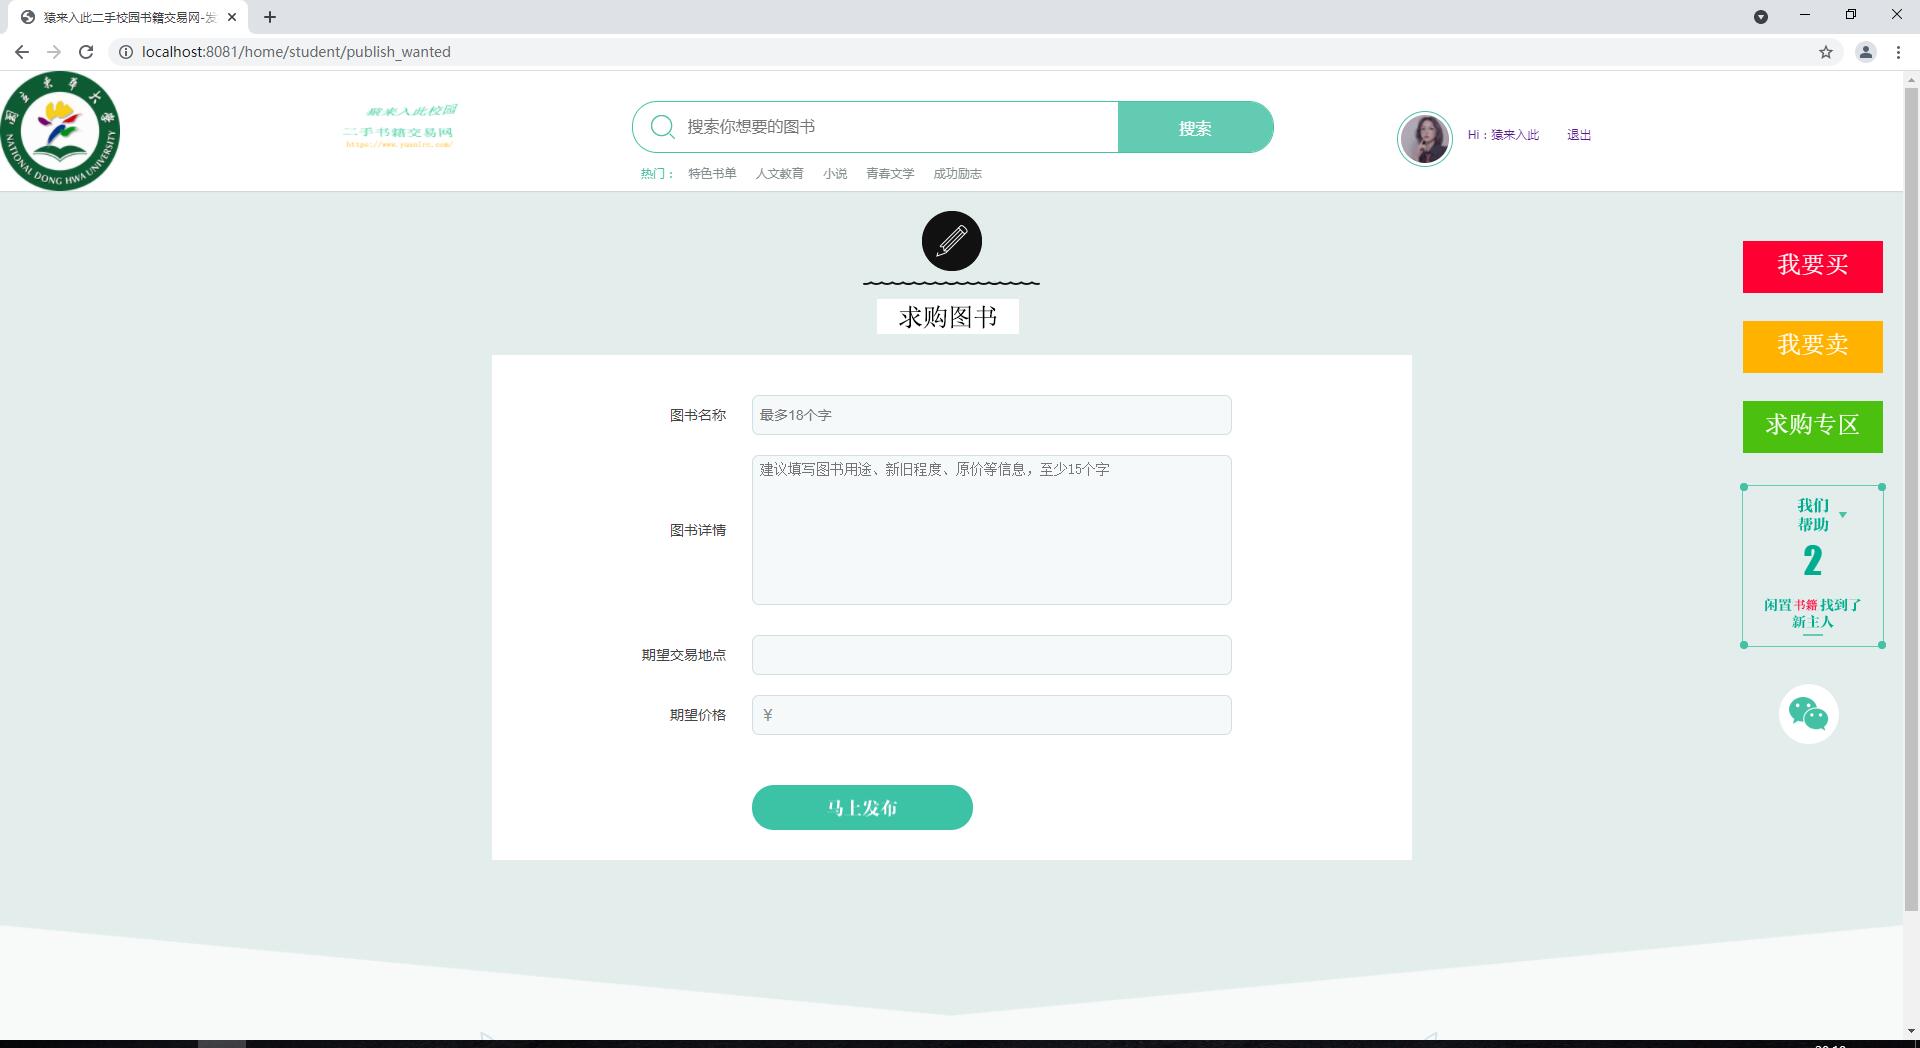 猿来入此二手校园书籍交易网-发
localhost:8081/home/student/publish_wanted
國立東華大學
NATIONAL DONG HWA UNIVERSITY
猿来入此校园
二手书籍交易网
https://www.yuanlrc.com/
搜索你想要的图书
搜索
Hi：猿来入此 退出
热门： 特色书单 人文教育 小说 青春文学 成功励志
求购图书
图书名称 最多18个字
图书详情 建议填写图书用途、新旧程度、原价等信息，至少15个字
期望交易地点
期望价格 ¥
马上发布
我要买
我要卖
求购专区
我们
帮助
2
闲置书籍找到了
新主人